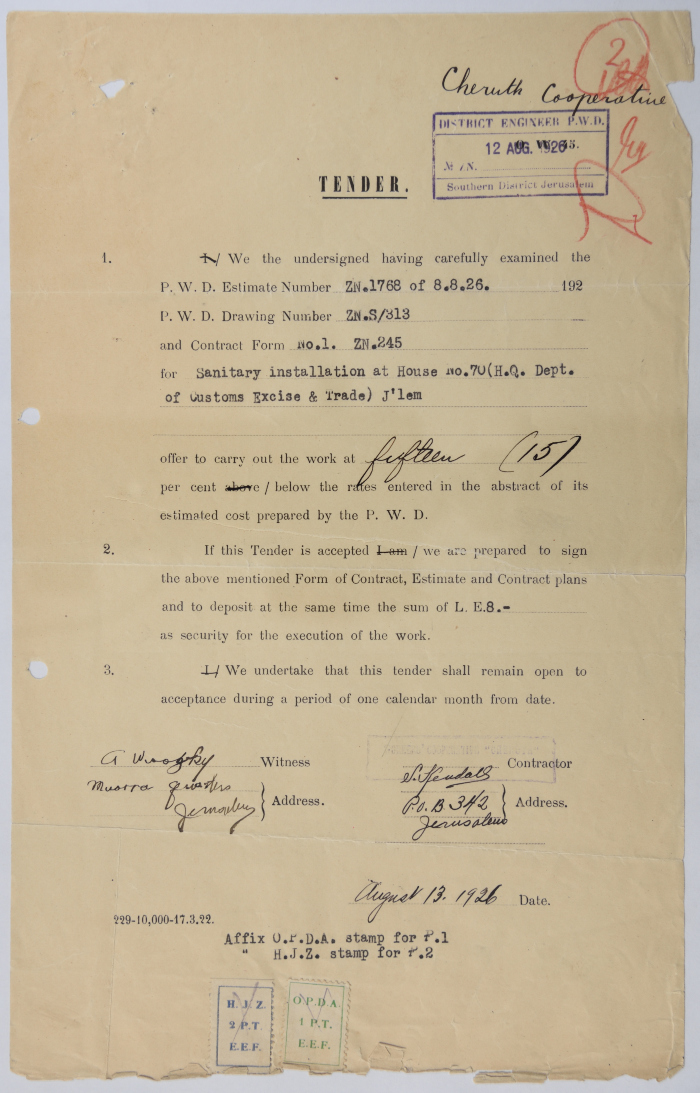 2
Cheruth Cooperative
DISTRICT ENGINEER P.W.D.
12 AUG. 1926
Southern District Jerusalem
TENDER.
1. I/ We the undersigned having carefully examined the
P. W. D. Estimate Number ZN.1768 of 8.8.26. 192
P. W. D. Drawing Number ZN.S/313
and Contract Form No.1. ZN.245
for Sanitary installation at House No.70(H.Q. Dept.
of Customs Excise & Trade) J'lem
offer to carry out the work at fifteen (15)
per cent above / below the rates entered in the abstract of its
estimated cost prepared by the P. W. D.
2. If this Tender is accepted I am / we are prepared to sign
the above mentioned Form of Contract, Estimate and Contract plans
and to deposit at the same time the sum of L. E.8.-
as security for the execution of the work.
3. I/ We undertake that this tender shall remain open to
acceptance during a period of one calendar month from date.
Witness
Contractor
Address.
P.O.B 342 Address.
Jerusalem
August 13. 1926 Date.
229-10,000-17.3.22.
Affix O.P.D.A. stamp for P.1
" H.J.Z. stamp for P.2
H. J. Z.
2 P.T.
E.E.F.
O.P.D.A.
1 P.T.
E.E.F.